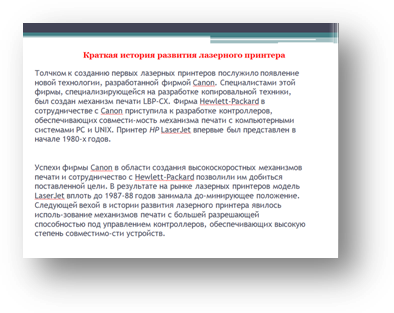 Краткая история развития лазерного принтера
Толчком к созданию первых лазерных принтеров послужило появление
новой технологии, разработанной фирмой Canon. Специалистами этой
фирмы, специализирующейся на разработке копировальной техники,
был создан механизм печати LBP-CX. Фирма Hewlett-Packard в
сотрудничестве с Canon приступила к разработке контроллеров,
обеспечивающих совмести-мость механизма печати с компьютерными
системами PC и UNIX. Принтер HP LaserJet впервые был представлен в
начале 1980-х годов.
Успехи фирмы Canon в области создания высокоскоростных механизмов
печати и сотрудничество с Hewlett-Packard позволили им добиться
поставленной цели. В результате на рынке лазерных принтеров модель
LaserJet вплоть до 1987-88 годов занимала до-минирующее положение.
Следующей вехой в истории развития лазерного принтера явилось
исполь-зование механизмов печати с большей разрешающей
способностью под управлением контроллеров, обеспечивающих высокую
степень совместимо-сти устройств.